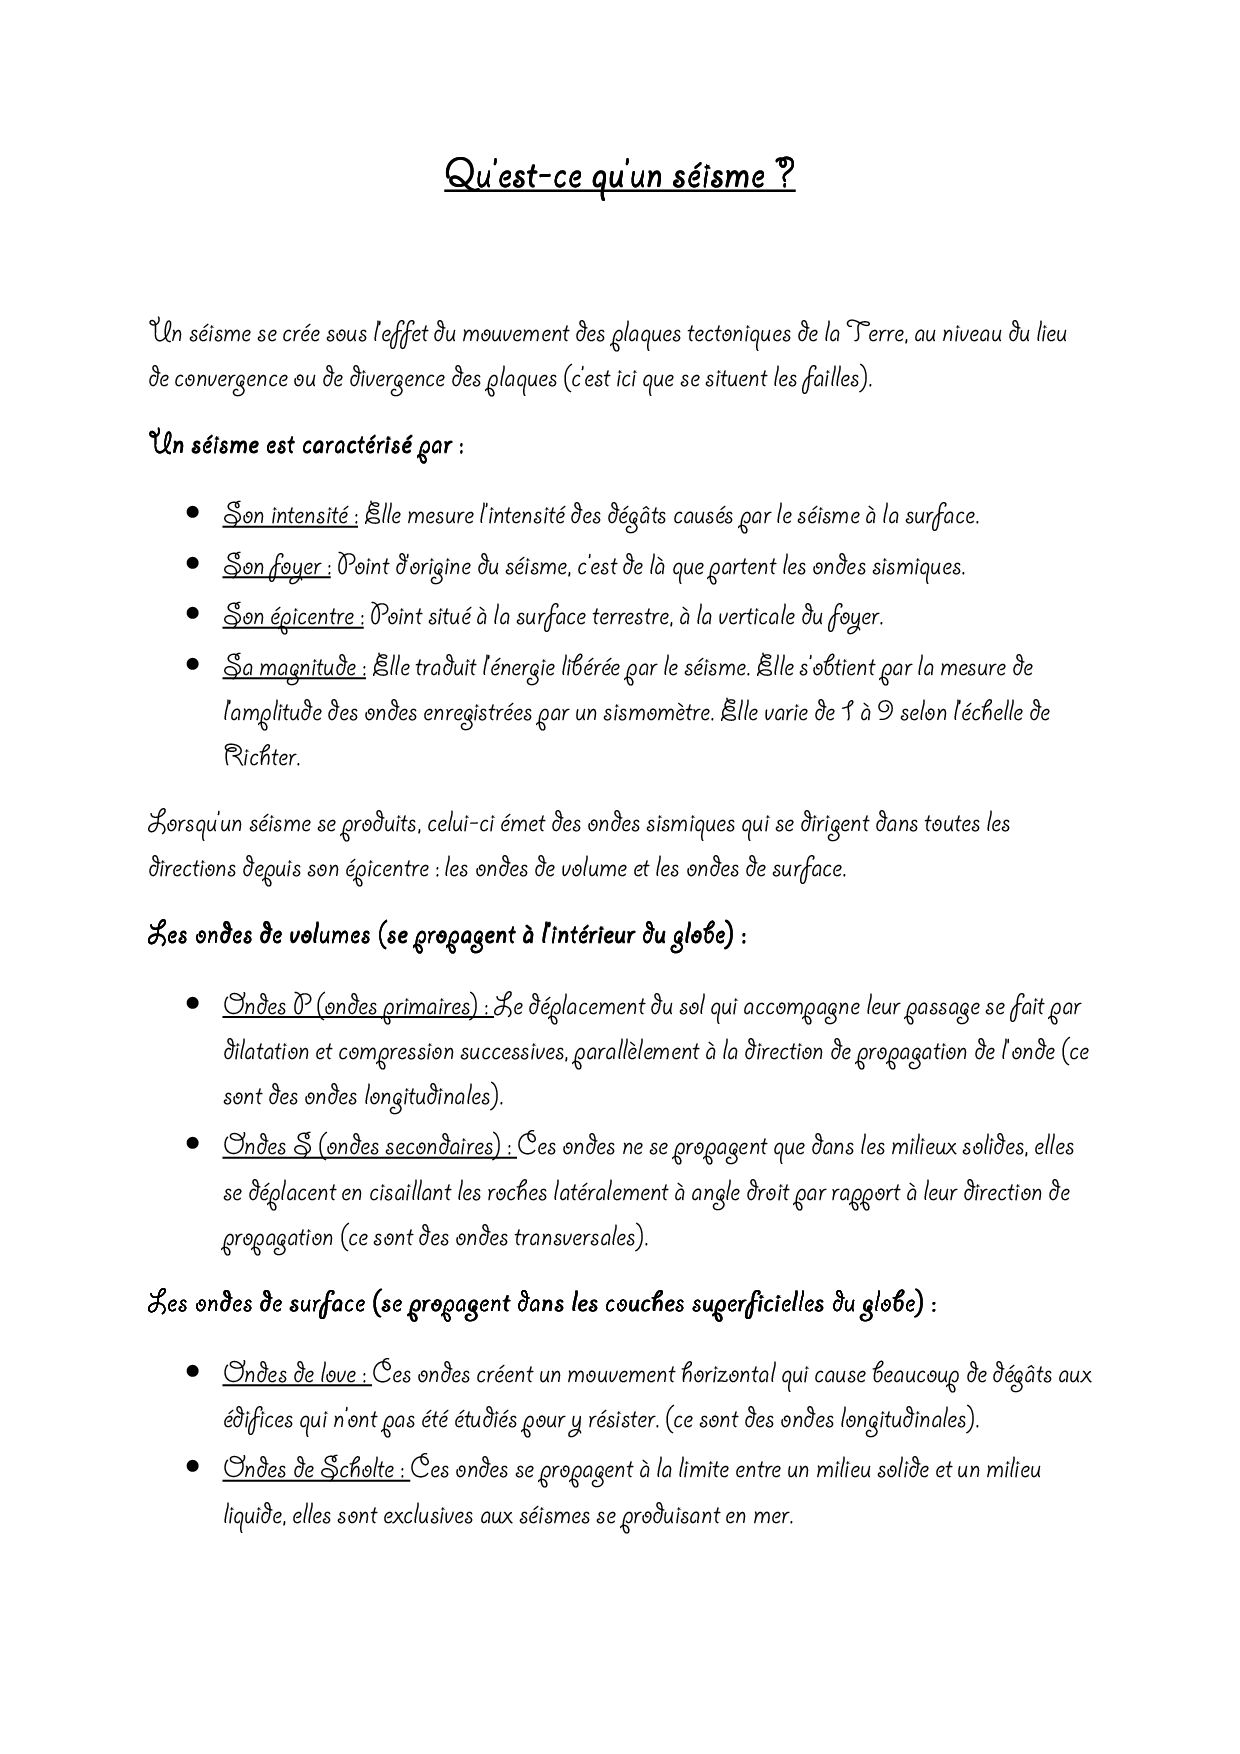 Qu'est-ce qu'un séisme ?
Un séisme se crée sous l'effet du mouvement des plaques tectoniques de la Terre, au niveau du lieu
de convergence ou de divergence des plaques (c'est ici que se situent les failles).
Un séisme est caractérisé par :
• Son intensité : Elle mesure l'intensité des dégâts causés par le séisme à la surface.
• Son foyer : Point d'origine du séisme, c'est de là que partent les ondes sismiques.
• Son épicentre : Point situé à la surface terrestre, à la verticale du foyer.
• Sa magnitude : Elle traduit l'énergie libérée par le séisme. Elle s'obtient par la mesure de
l'amplitude des ondes enregistrées par un sismomètre. Elle varie de 1 à 9 selon l'échelle de
Richter.
Lorsqu'un séisme se produits, celui-ci émet des ondes sismiques qui se dirigent dans toutes les
directions depuis son épicentre : les ondes de volume et les ondes de surface.
Les ondes de volumes (se propagent à l'intérieur du globe) :
• Ondes P (ondes primaires) : Le déplacement du sol qui accompagne leur passage se fait par
dilatation et compression successives, parallèlement à la direction de propagation de l'onde (ce
sont des ondes longitudinales).
• Ondes S (ondes secondaires) : Ces ondes ne se propagent que dans les milieux solides, elles
se déplacent en cisaillant les roches latéralement à angle droit par rapport à leur direction de
propagation (ce sont des ondes transversales).
Les ondes de surface (se propagent dans les couches superficielles du globe) :
• Ondes de love : Ces ondes créent un mouvement horizontal qui cause beaucoup de dégâts aux
édifices qui n'ont pas été étudiés pour y résister. (ce sont des ondes longitudinales).
• Ondes de Scholte : Ces ondes se propagent à la limite entre un milieu solide et un milieu
liquide, elles sont exclusives aux séismes se produisant en mer.